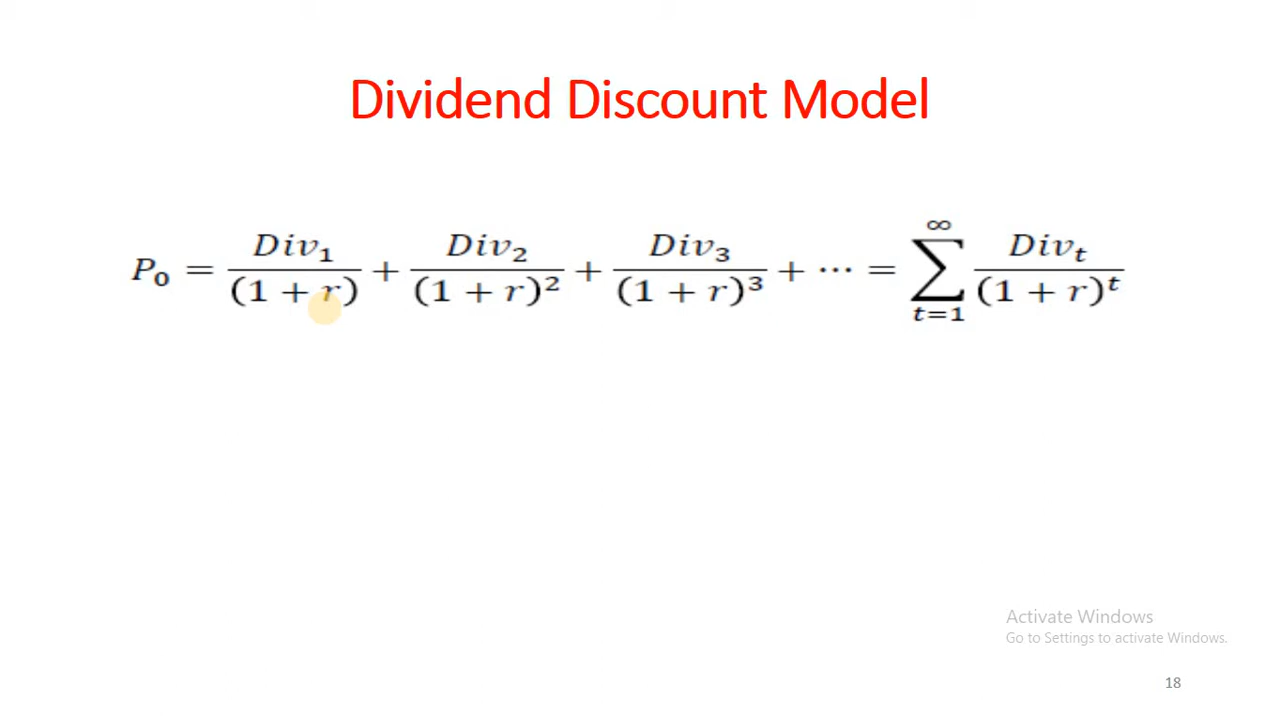 Dividend Discount Model
P₀ = Div₁/(1 + r) + Div₂/(1 + r)² + Div₃/(1 + r)³ + ⋯ = ∑_{t=1}^{∞} Divₜ/(1 + r)ᵗ
Activate Windows
Go to Settings to activate Windows.
18